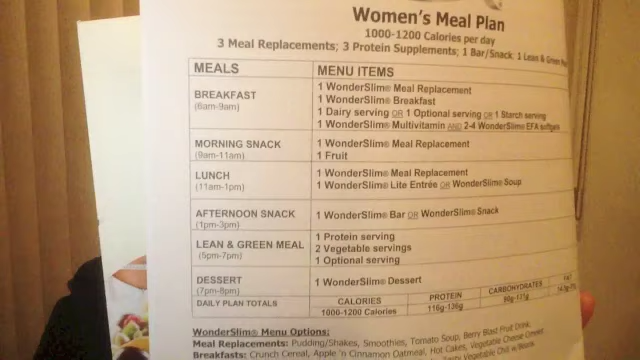 Women's Meal Plan
1000-1200 Calories per day
3 Meal Replacements; 3 Protein Supplements; 1 Bar/Snack; 1 Lean & Green
MEALS
MENU ITEMS
BREAKFAST
(6am-9am)
1 WonderSlim® Meal Replacement
1 WonderSlim® Breakfast
1 Dairy serving OR 1 Optional serving OR 1 Starch serving
1 WonderSlim® Multivitamin AND 2-4 WonderSlim® EFA softgels
MORNING SNACK
(9am-11am)
1 WonderSlim® Meal Replacement
1 Fruit
LUNCH
(11am-1pm)
1 WonderSlim® Meal Replacement
1 WonderSlim® Lite Entrée OR WonderSlim® Soup
AFTERNOON SNACK
(1pm-3pm)
1 WonderSlim® Bar OR WonderSlim® Snack
LEAN & GREEN MEAL
(5pm-7pm)
1 Protein serving
2 Vegetable servings
1 Optional serving
DESSERT
(7pm-8pm)
1 WonderSlim® Dessert
DAILY PLAN TOTALS
CALORIES
PROTEIN
CARBOHYDRATES
1000-1200 Calories
116g-136g
90g-131g
WonderSlim® Menu Options:
Meal Replacements: Pudding/Shakes, Smoothies, Tomato Soup, Berry Blast Fruit Drink
Breakfasts: Crunch Cereal, Apple 'n Cinnamon Oatmeal, Hot Cakes, Vegetable Cheese